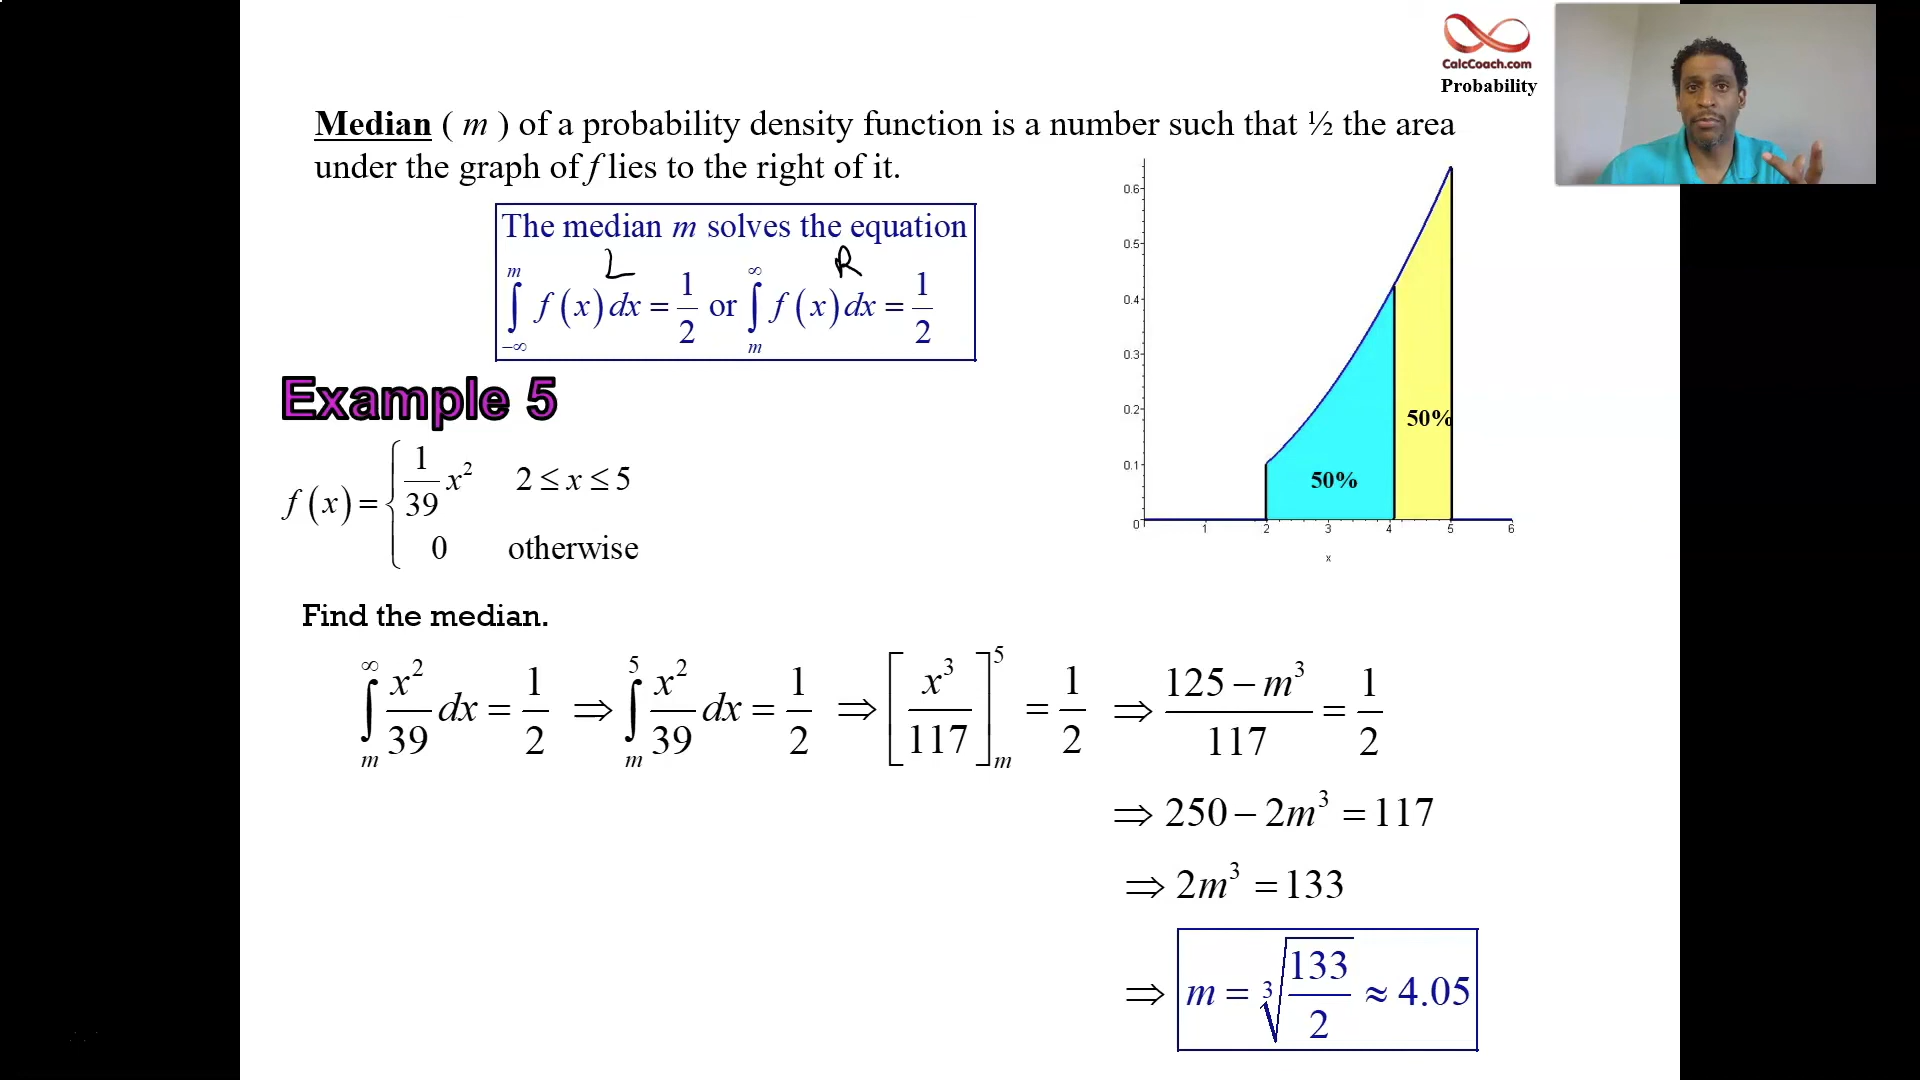 CalcCoach.com
Probability
Median ( m ) of a probability density function is a number such that ½ the area
under the graph of f lies to the right of it.
The median m solves the equation
L R
∫_{-∞}^{m} f(x)dx = 1/2 or ∫_{m}^{∞} f(x)dx = 1/2
Example 5
f(x) = { 1/39 x² 2 ≤ x ≤ 5
0 otherwise
0.6
0.5
0.4
0.3
0.2
0.1
0 1 2 3 4 5 6
x
50%
50%
Find the median.
∫_{m}^{∞} x²/39 dx = 1/2 ⇒ ∫_{m}^{5} x²/39 dx = 1/2 ⇒ [x³/117]_{m}^{5} = 1/2 ⇒ (125 − m³)/117 = 1/2
⇒ 250 − 2m³ = 117
⇒ 2m³ = 133
⇒ m = ∛(133/2) ≈ 4.05